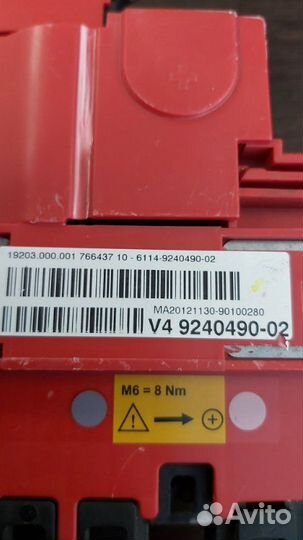 19203.000.001 766437 10 - 6114-9240490-02
MA20121130-90100280
V4 9240490-02
M6 = 8 Nm
Avito